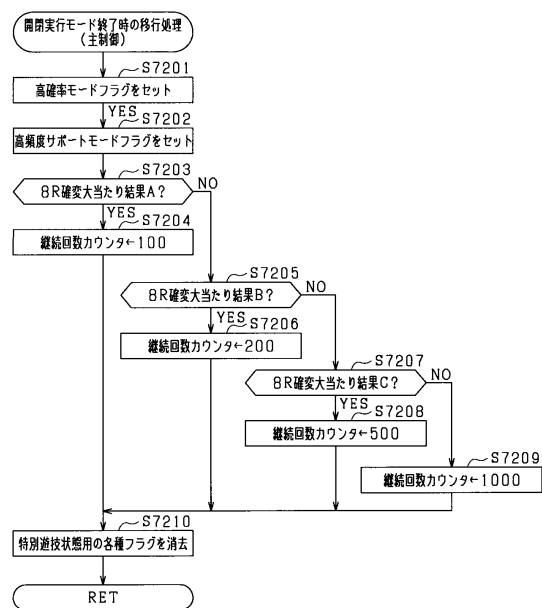 開閉実行モード終了時の移行処理
(主制御)
S7201
高確率モードフラグをセット
YES
S7202
高頻度サポートモードフラグをセット
S7203
8R確変大当たり結果A?
NO
YES
S7204
継続回数カウンタ←100
S7205
8R確変大当たり結果B?
NO
YES
S7206
継続回数カウンタ←200
S7207
8R確変大当たり結果C?
NO
YES
S7208
継続回数カウンタ←500
S7209
継続回数カウンタ←1000
S7210
特別遊技状態用の各種フラグを消去
RET